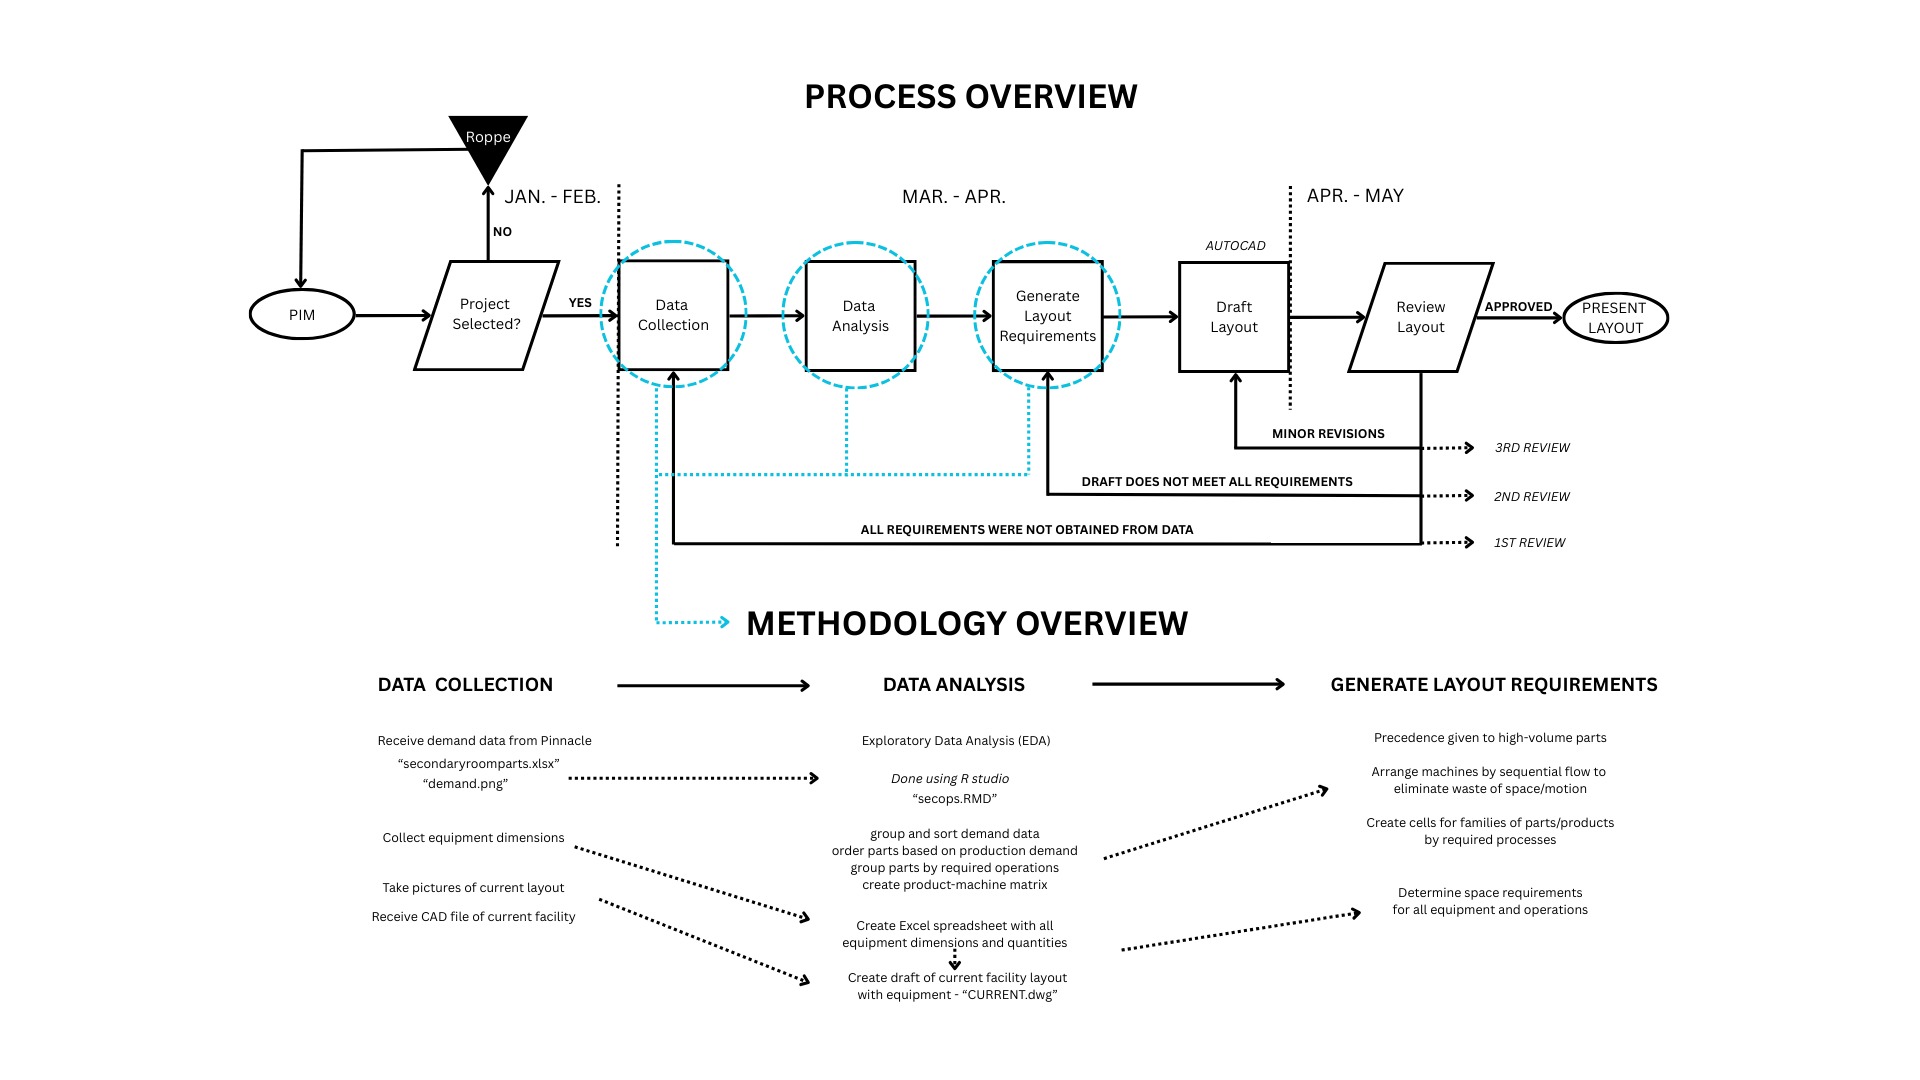 PROCESS OVERVIEW
Roppe
JAN. - FEB.
MAR. - APR.
APR. - MAY
NO
AUTOCAD
PIM
Project
Selected?
YES
Data
Collection
Data
Analysis
Generate
Layout
Requirements
Draft
Layout
Review
Layout
APPROVED
PRESENT
LAYOUT
MINOR REVISIONS
3RD REVIEW
DRAFT DOES NOT MEET ALL REQUIREMENTS
2ND REVIEW
ALL REQUIREMENTS WERE NOT OBTAINED FROM DATA
1ST REVIEW
METHODOLOGY OVERVIEW
DATA COLLECTION
Receive demand data from Pinnacle
“secondaryroomparts.xlsx”
“demand.png”
Collect equipment dimensions
Take pictures of current layout
Receive CAD file of current facility
DATA ANALYSIS
Exploratory Data Analysis (EDA)
Done using R studio
“secops.RMD”
group and sort demand data
order parts based on production demand
group parts by required operations
create product-machine matrix
Create Excel spreadsheet with all
equipment dimensions and quantities
Create draft of current facility layout
with equipment - “CURRENT.dwg”
GENERATE LAYOUT REQUIREMENTS
Precedence given to high-volume parts
Arrange machines by sequential flow to
eliminate waste of space/motion
Create cells for families of parts/products
by required processes
Determine space requirements
for all equipment and operations